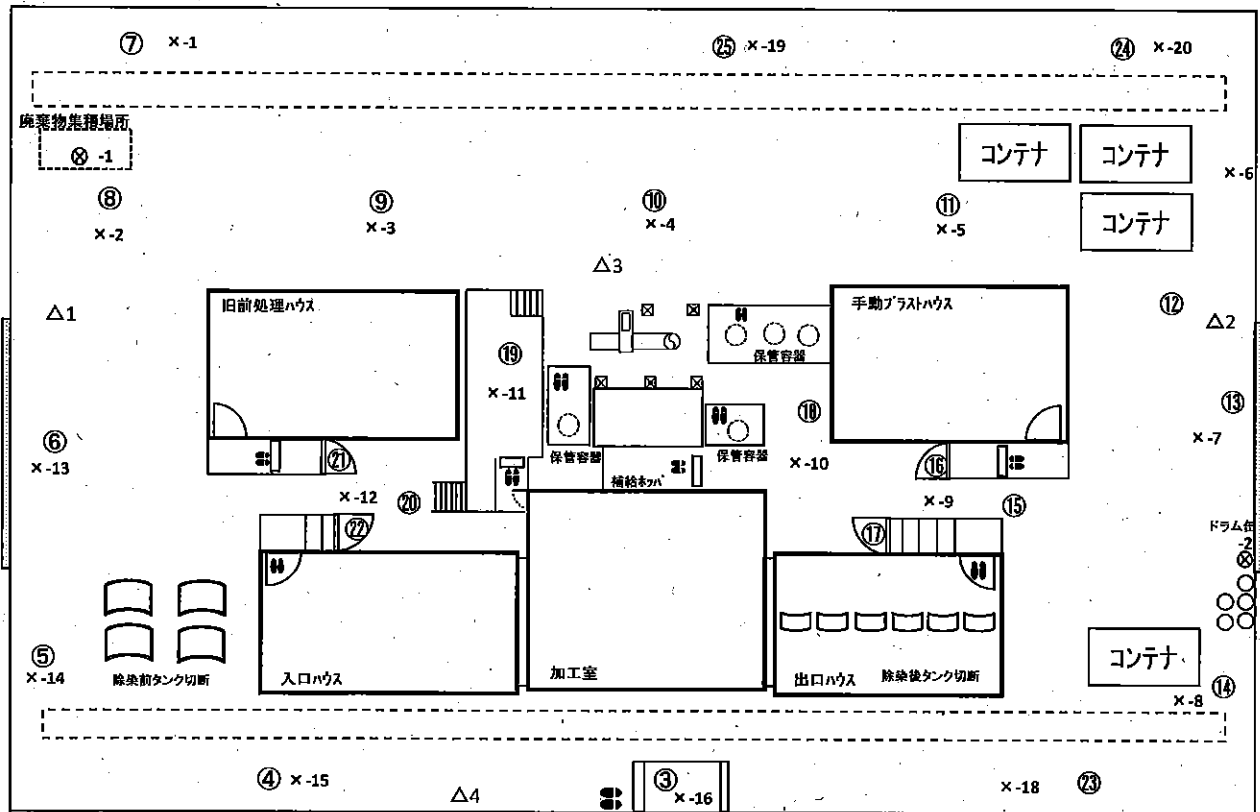 ⑦ ×-1 ㉕ ×-19 ㉔ ×-20
廃棄物集積場所
⊗ -1
コンテナ コンテナ
×-6
⑧ ⑨ ⑩ ⑪
×-2 ×-3 ×-4 ×-5
コンテナ
△3
△1 旧前処理ハウス 手動ブラストハウス ⑫ △2
⑲ 保管容器
×-11 ⑱ ⑬
⑥ ×-7
×-13 ㉑ 保管容器 保管容器 ×-10 ⑯
補給ホッパ
×-12 ⑳ ×-9 ⑮
㉒ ⑰ ドラム缶
-2
⊗
⑤ コンテナ
×-14 除染前タンク切断 入口ハウス 加工室 出口ハウス 除染後タンク切断 ⑭
×-8
④ ×-15 △4 ③ ×-16 ×-18 ㉓